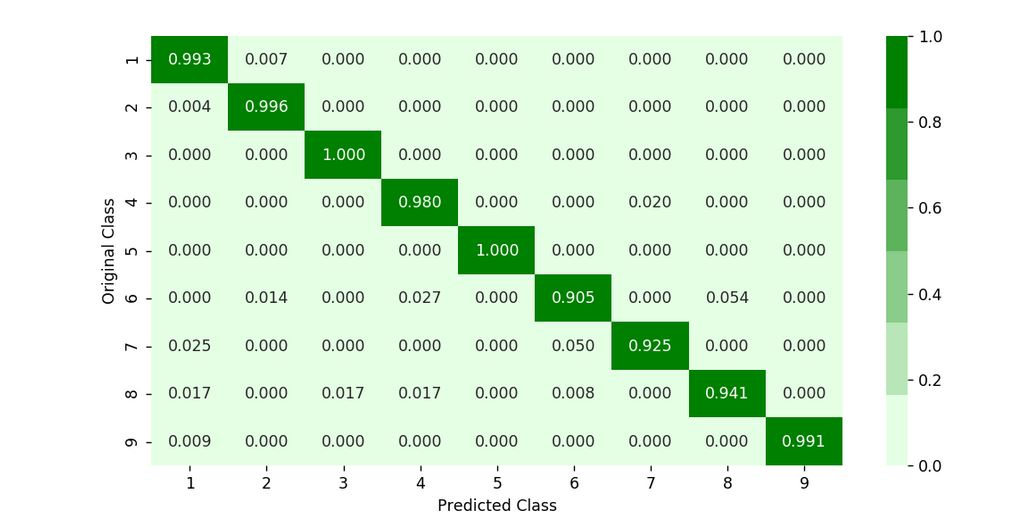 1 0.993 0.007 0.000 0.000 0.000 0.000 0.000 0.000 0.000
2 0.004 0.996 0.000 0.000 0.000 0.000 0.000 0.000 0.000
3 0.000 0.000 1.000 0.000 0.000 0.000 0.000 0.000 0.000
4 0.000 0.000 0.000 0.980 0.000 0.000 0.020 0.000 0.000
5 0.000 0.000 0.000 0.000 1.000 0.000 0.000 0.000 0.000
6 0.000 0.014 0.000 0.027 0.000 0.905 0.000 0.054 0.000
7 0.025 0.000 0.000 0.000 0.000 0.050 0.925 0.000 0.000
8 0.017 0.000 0.017 0.017 0.000 0.008 0.000 0.941 0.000
9 0.009 0.000 0.000 0.000 0.000 0.000 0.000 0.000 0.991
1 2 3 4 5 6 7 8 9
Predicted Class
Original Class
1.0
0.8
0.6
0.4
0.2
0.0